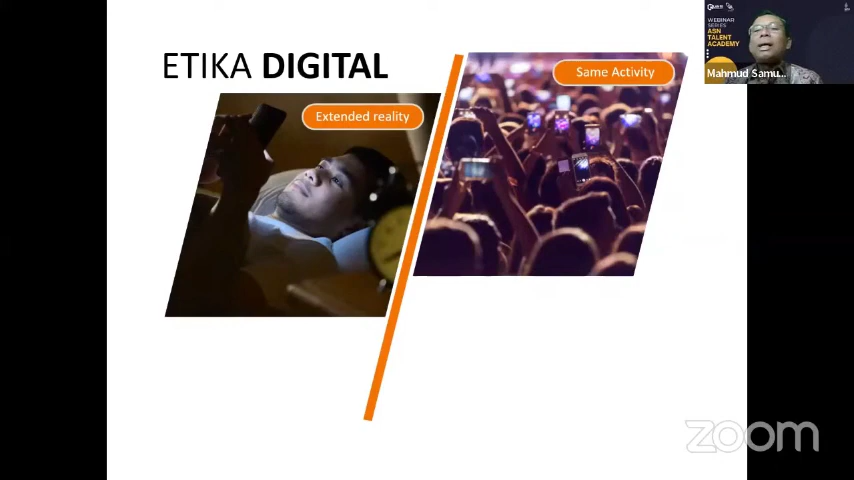 ETIKA DIGITAL
Extended reality
Same Activity
WEBINAR
SERIES
ASN
TALENT
ACADEMY
Mahmud Samu...
zoom